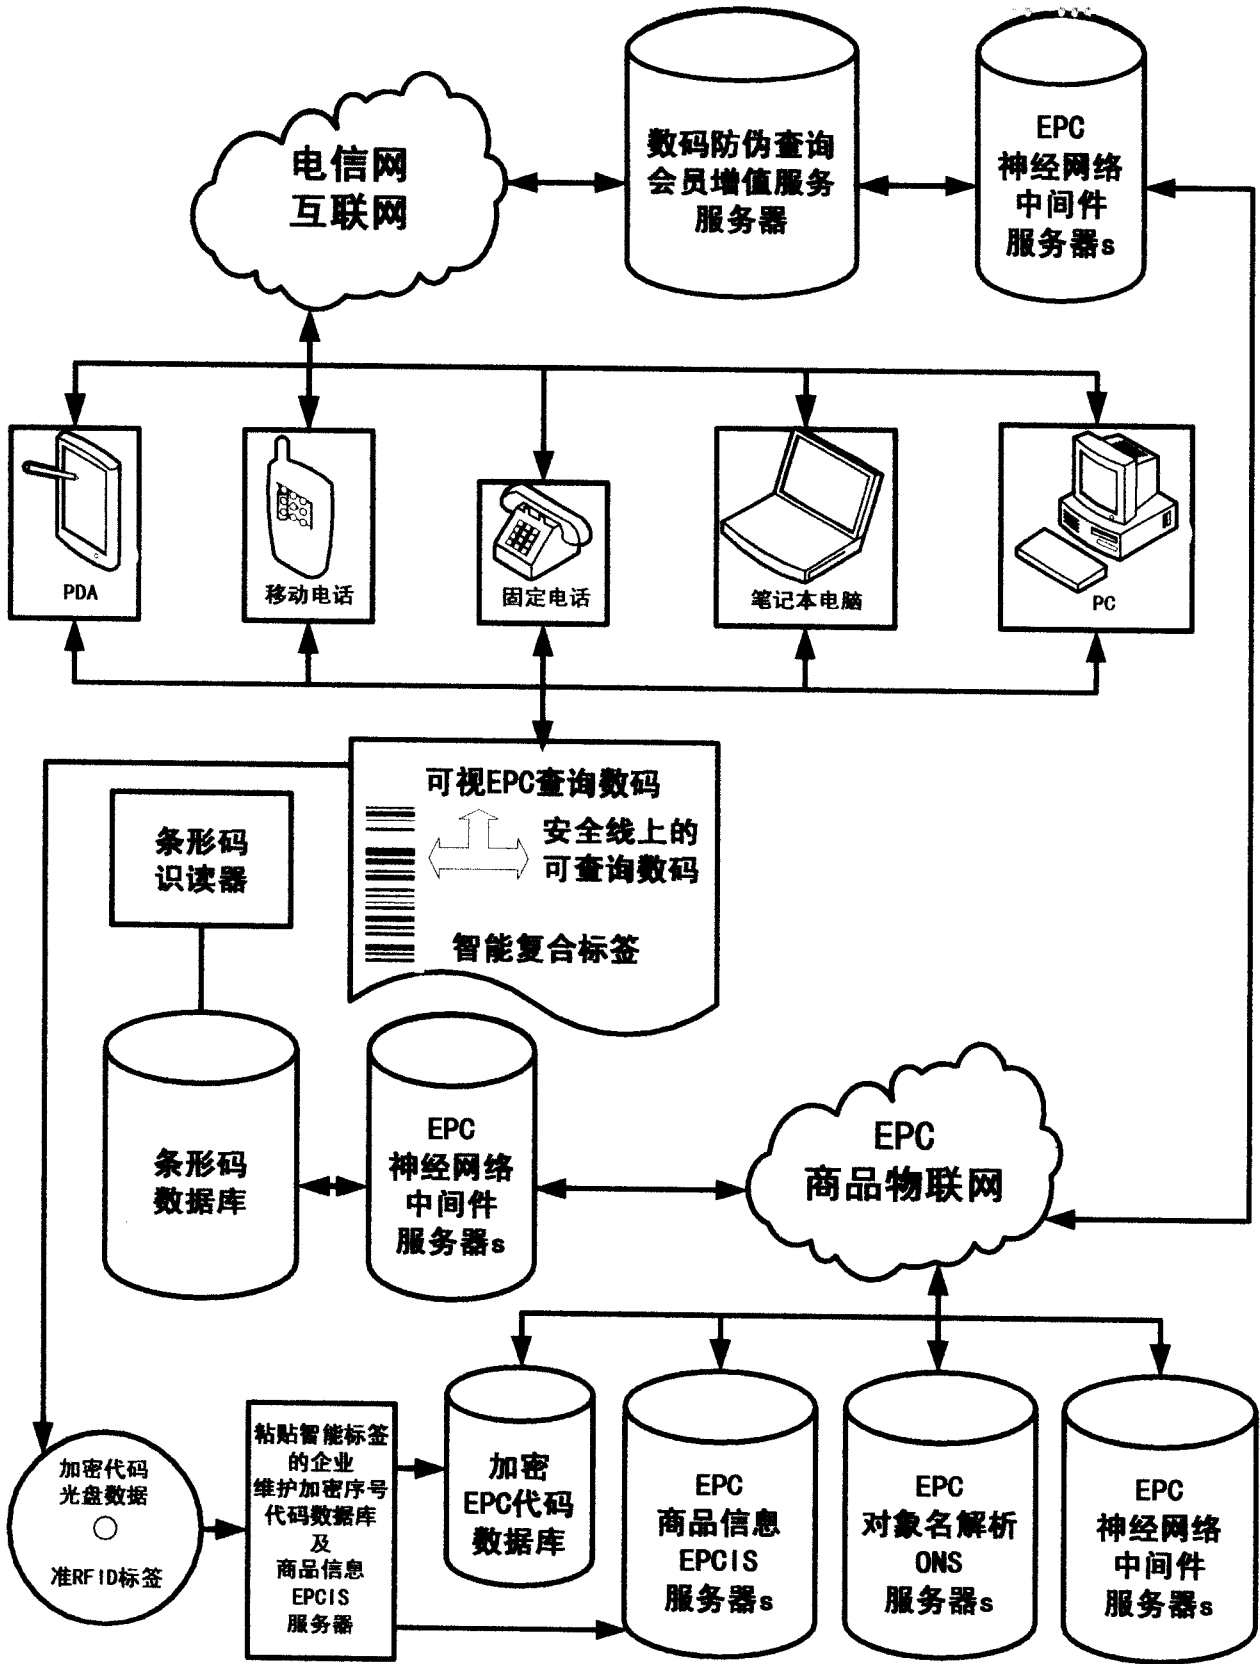 电信网
互联网
数码防伪查询
会员增值服务
服务器
EPC
神经网络
中间件
服务器s
PDA
移动电话
固定电话
笔记本电脑
PC
可视EPC查询数码
安全线上的
可查询数码
智能复合标签
条形码
识读器
条形码
数据库
EPC
神经网络
中间件
服务器s
EPC
商品物联网
加密代码
光盘数据
准RFID标签
粘贴智能标签
的企业
维护加密序号
代码数据库
及
商品信息
EPCIS
服务器
加密
EPC代码
数据库
EPC
商品信息
EPCIS
服务器s
EPC
对象名解析
ONS
服务器s
EPC
神经网络
中间件
服务器s